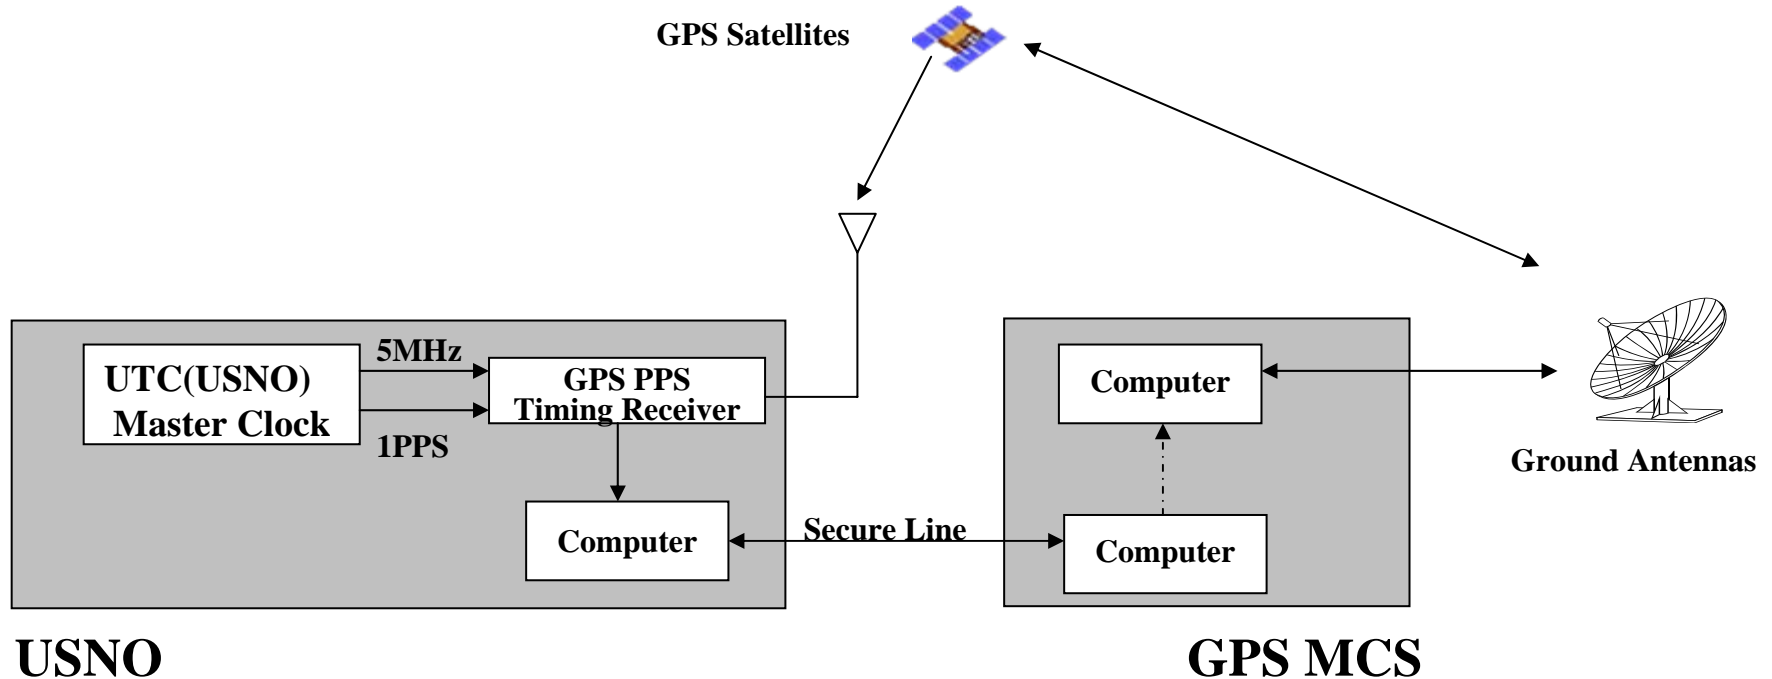 GPS Satellites
5MHz
UTC(USNO)
Master Clock
GPS PPS
Timing Receiver
1PPS
Computer
Secure Line
Computer
Computer
Ground Antennas
USNO
GPS MCS